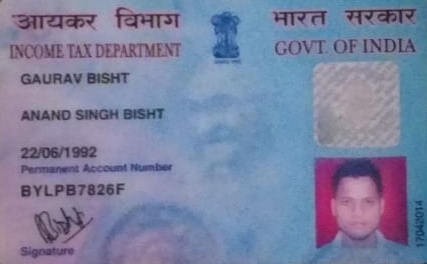 आयकर विभाग
भारत सरकार
INCOME TAX DEPARTMENT
GOVT. OF INDIA
GAURAV BISHT
ANAND SINGH BISHT
22/06/1992
Permanent Account Number
BYLPB7826F
Signature
17042014